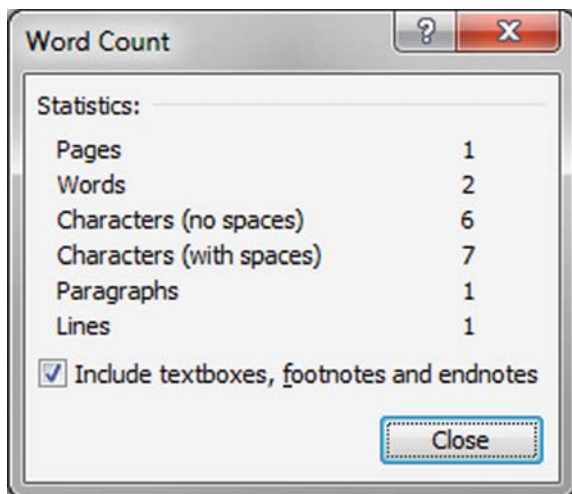 Word Count
Statistics:
Pages 1
Words 2
Characters (no spaces) 6
Characters (with spaces) 7
Paragraphs 1
Lines 1
Include textboxes, footnotes and endnotes
Close